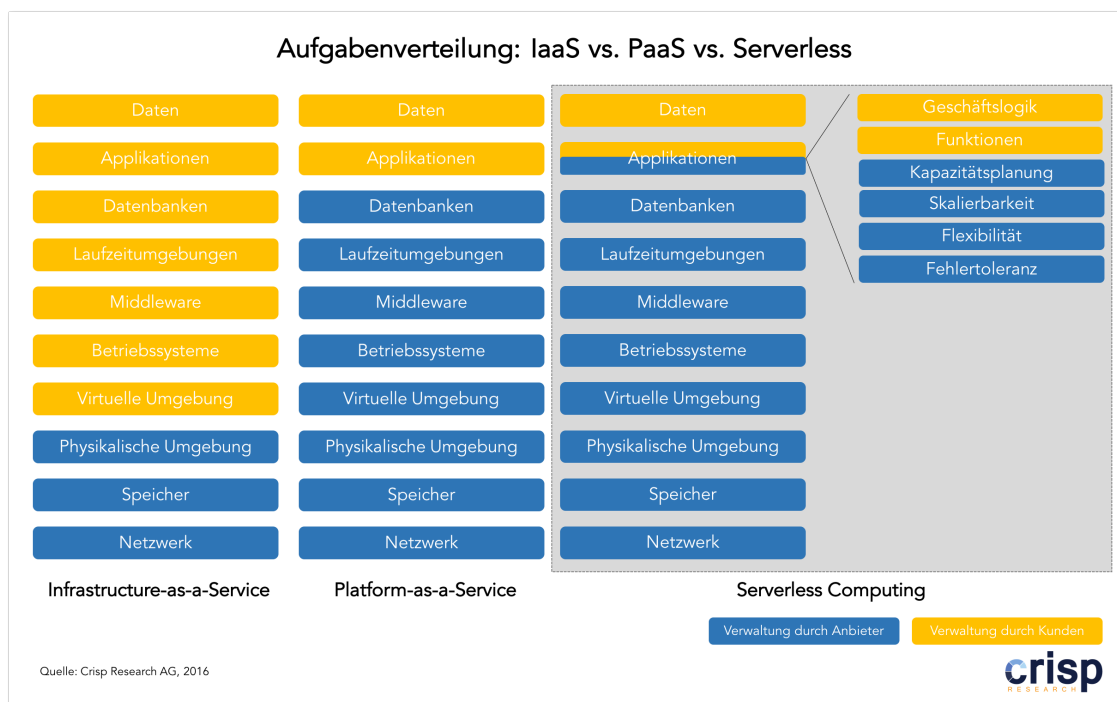 Aufgabenverteilung: IaaS vs. PaaS vs. Serverless
Daten
Applikationen
Datenbanken
Laufzeitumgebungen
Middleware
Betriebssysteme
Virtuelle Umgebung
Physikalische Umgebung
Speicher
Netzwerk
Infrastructure-as-a-Service
Daten
Applikationen
Datenbanken
Laufzeitumgebungen
Middleware
Betriebssysteme
Virtuelle Umgebung
Physikalische Umgebung
Speicher
Netzwerk
Platform-as-a-Service
Daten
Applikationen
Datenbanken
Laufzeitumgebungen
Middleware
Betriebssysteme
Virtuelle Umgebung
Physikalische Umgebung
Speicher
Netzwerk
Geschäftslogik
Funktionen
Kapazitätsplanung
Skalierbarkeit
Flexibilität
Fehlertoleranz
Serverless Computing
Verwaltung durch Anbieter
Verwaltung durch Kunden
Quelle: Crisp Research AG, 2016
crisp
RESEARCH